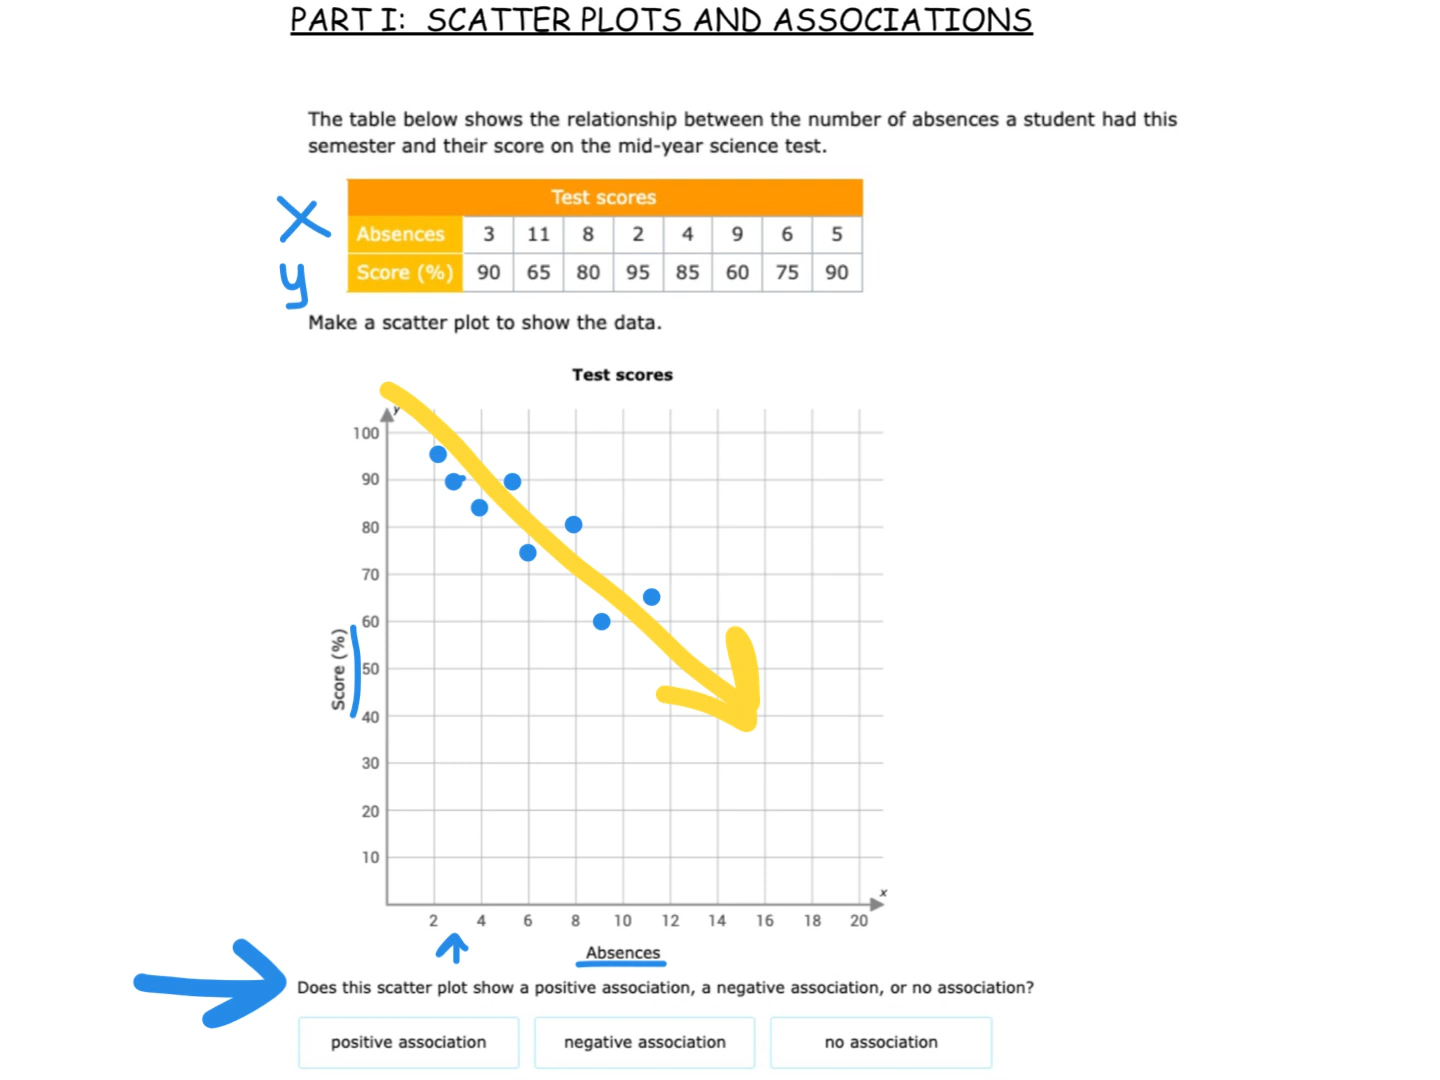 PART I: SCATTER PLOTS AND ASSOCIATIONS
The table below shows the relationship between the number of absences a student had this
semester and their score on the mid-year science test.
Test scores
X Absences 3 11 8 2 4 9 6 5
y Score (%) 90 65 80 95 85 60 75 90
Make a scatter plot to show the data.
Test scores
y
100
90
80
70
60
50
40
30
20
10
Score (%)
x
2 4 6 8 10 12 14 16 18 20
Absences
Does this scatter plot show a positive association, a negative association, or no association?
positive association negative association no association